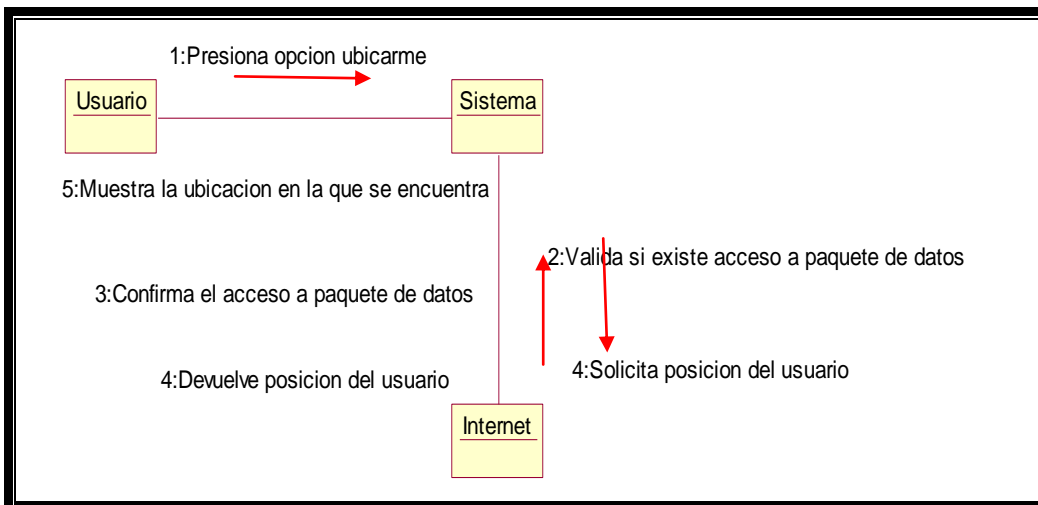 1:Presiona opcion ubicarme
Usuario
Sistema
5:Muestra la ubicacion en la que se encuentra
2:Valida si existe acceso a paquete de datos
3:Confirma el acceso a paquete de datos
4:Devuelve posicion del usuario
4:Solicita posicion del usuario
Internet